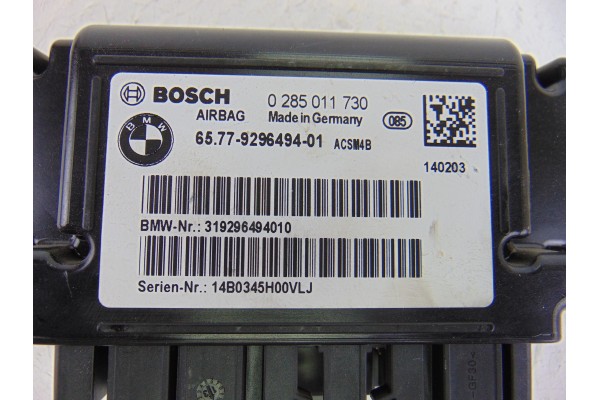 BOSCH 0 285 011 730
AIRBAG Made in Germany 085
BMW 65.77-9296494-01 ACSM4B
140203
BMW-Nr.: 319296494010
Serien-Nr.: 14B0345H00VLJ